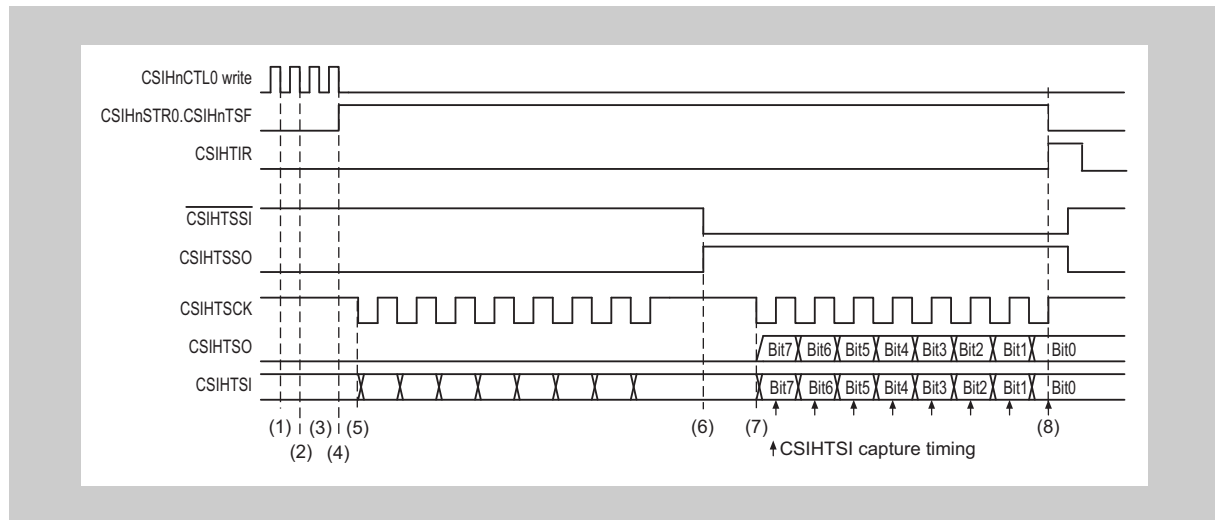 CSIHnCTL0 write
CSIHnSTR0.CSIHnTSF
CSIHTIR
CSIHTSSI
CSIHTSSO
CSIHTSCK
CSIHTSO
Bit7 Bit6 Bit5 Bit4 Bit3 Bit2 Bit1 Bit0
CSIHTSI
Bit7 Bit6 Bit5 Bit4 Bit3 Bit2 Bit1 Bit0
(1) (3) (5) (6) (7) (8)
(2) (4)
CSIHTSI capture timing